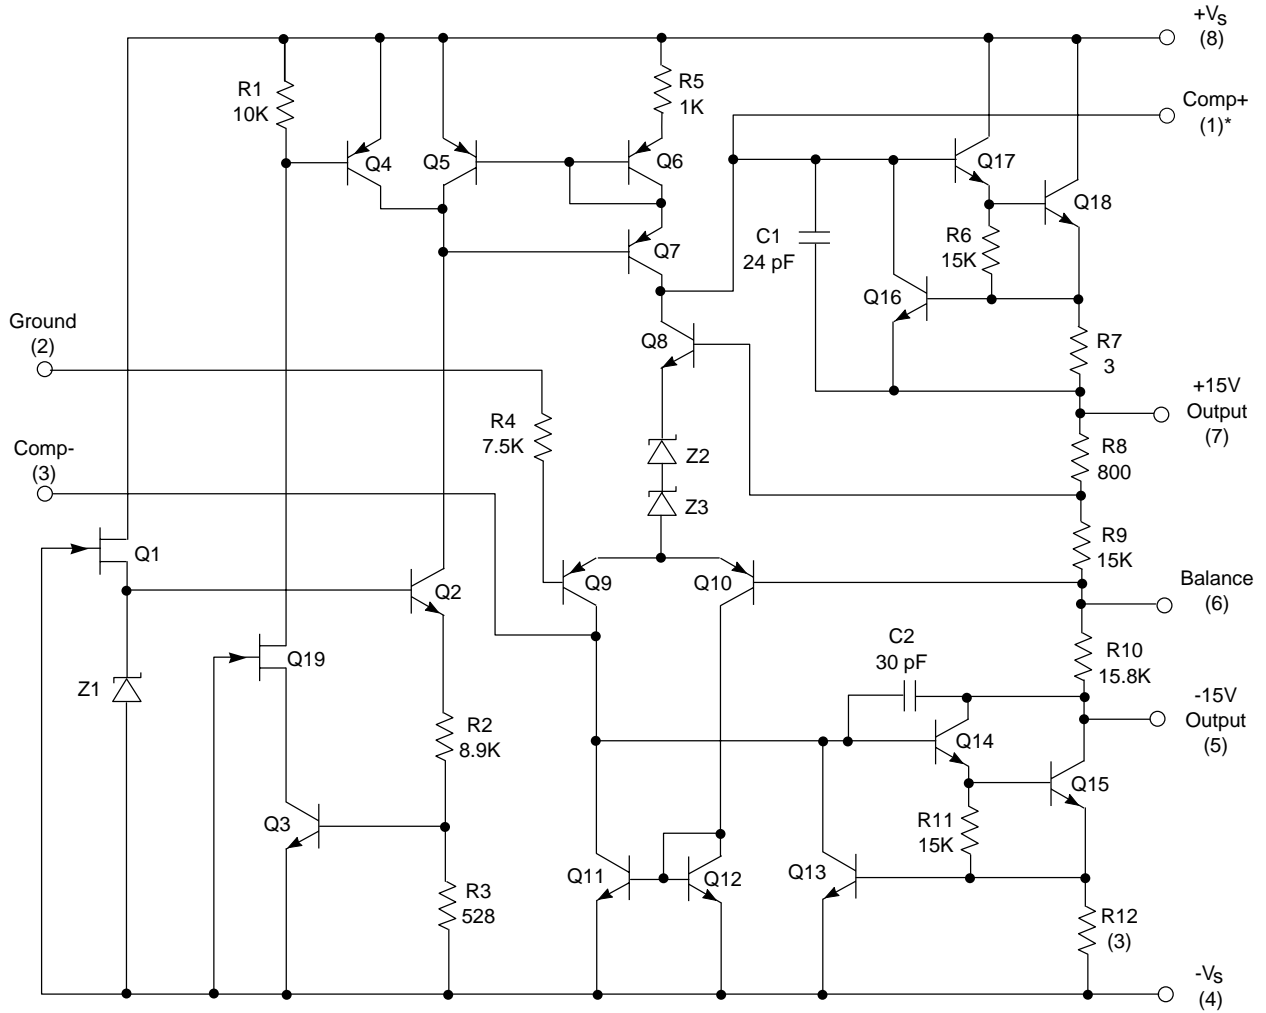 +VS
(8)
R1
10K
R5
1K
Comp+
(1)*
Q4
Q5
Q6
Q17
Q18
C1
24 pF
Q7
R6
15K
Q16
Ground
(2)
Q8
R7
3
+15V
Output
(7)
R4
7.5K
Comp-
(3)
Z2
R8
800
Z3
Q1
R9
15K
Q2
Q9
Q10
Balance
(6)
Q19
C2
30 pF
R10
15.8K
Z1
-15V
Output
(5)
R2
8.9K
Q14
Q15
Q3
R11
15K
Q11
Q12
Q13
R3
528
R12
(3)
-VS
(4)